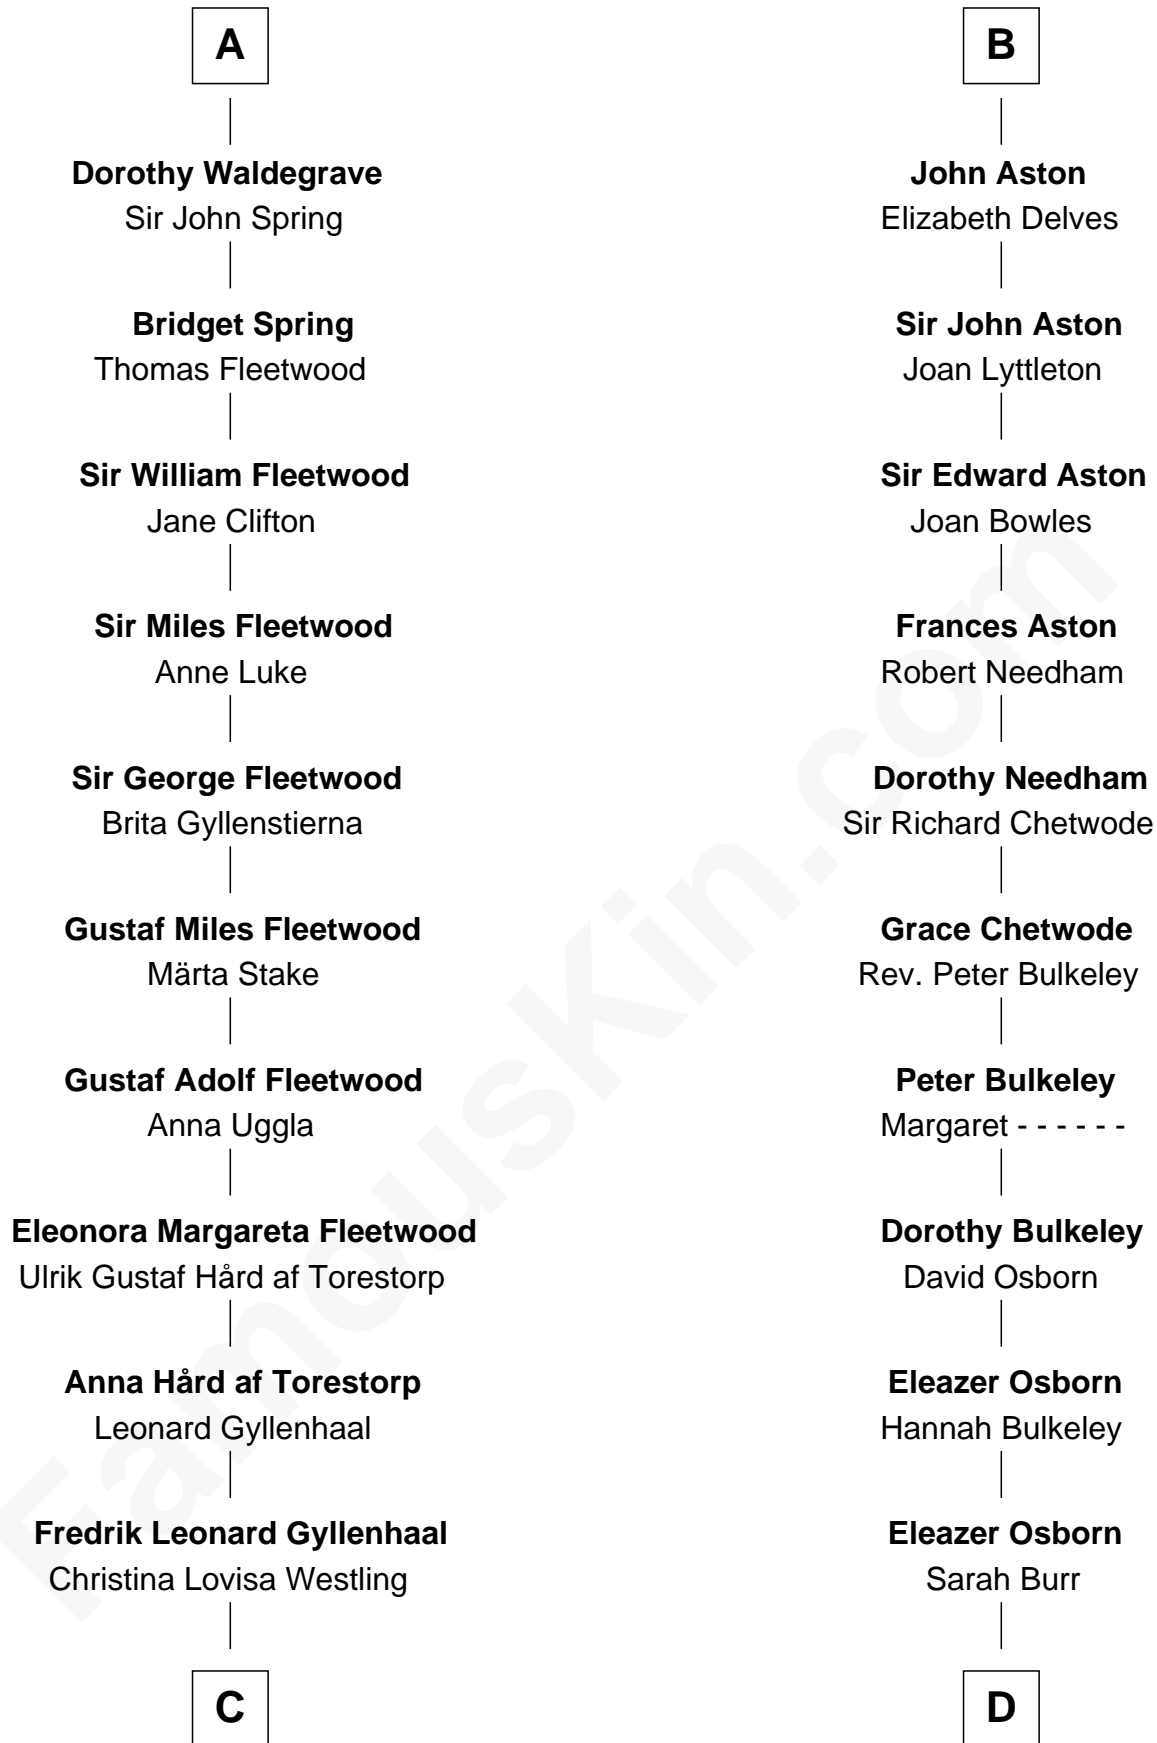 A
Dorothy Waldegrave
Sir John Spring
Bridget Spring
Thomas Fleetwood
Sir William Fleetwood
Jane Clifton
Sir Miles Fleetwood
Anne Luke
Sir George Fleetwood
Brita Gyllenstierna
Gustaf Miles Fleetwood
Märta Stake
Gustaf Adolf Fleetwood
Anna Uggla
Eleonora Margareta Fleetwood
Ulrik Gustaf Hård af Torestorp
Anna Hård af Torestorp
Leonard Gyllenhaal
Fredrik Leonard Gyllenhaal
Christina Lovisa Westling
C
B
John Aston
Elizabeth Delves
Sir John Aston
Joan Lyttleton
Sir Edward Aston
Joan Bowles
Frances Aston
Robert Needham
Dorothy Needham
Sir Richard Chetwode
Grace Chetwode
Rev. Peter Bulkeley
Peter Bulkeley
Margaret - - - - - -
Dorothy Bulkeley
David Osborn
Eleazer Osborn
Hannah Bulkeley
Eleazer Osborn
Sarah Burr
D
FamousKin.com